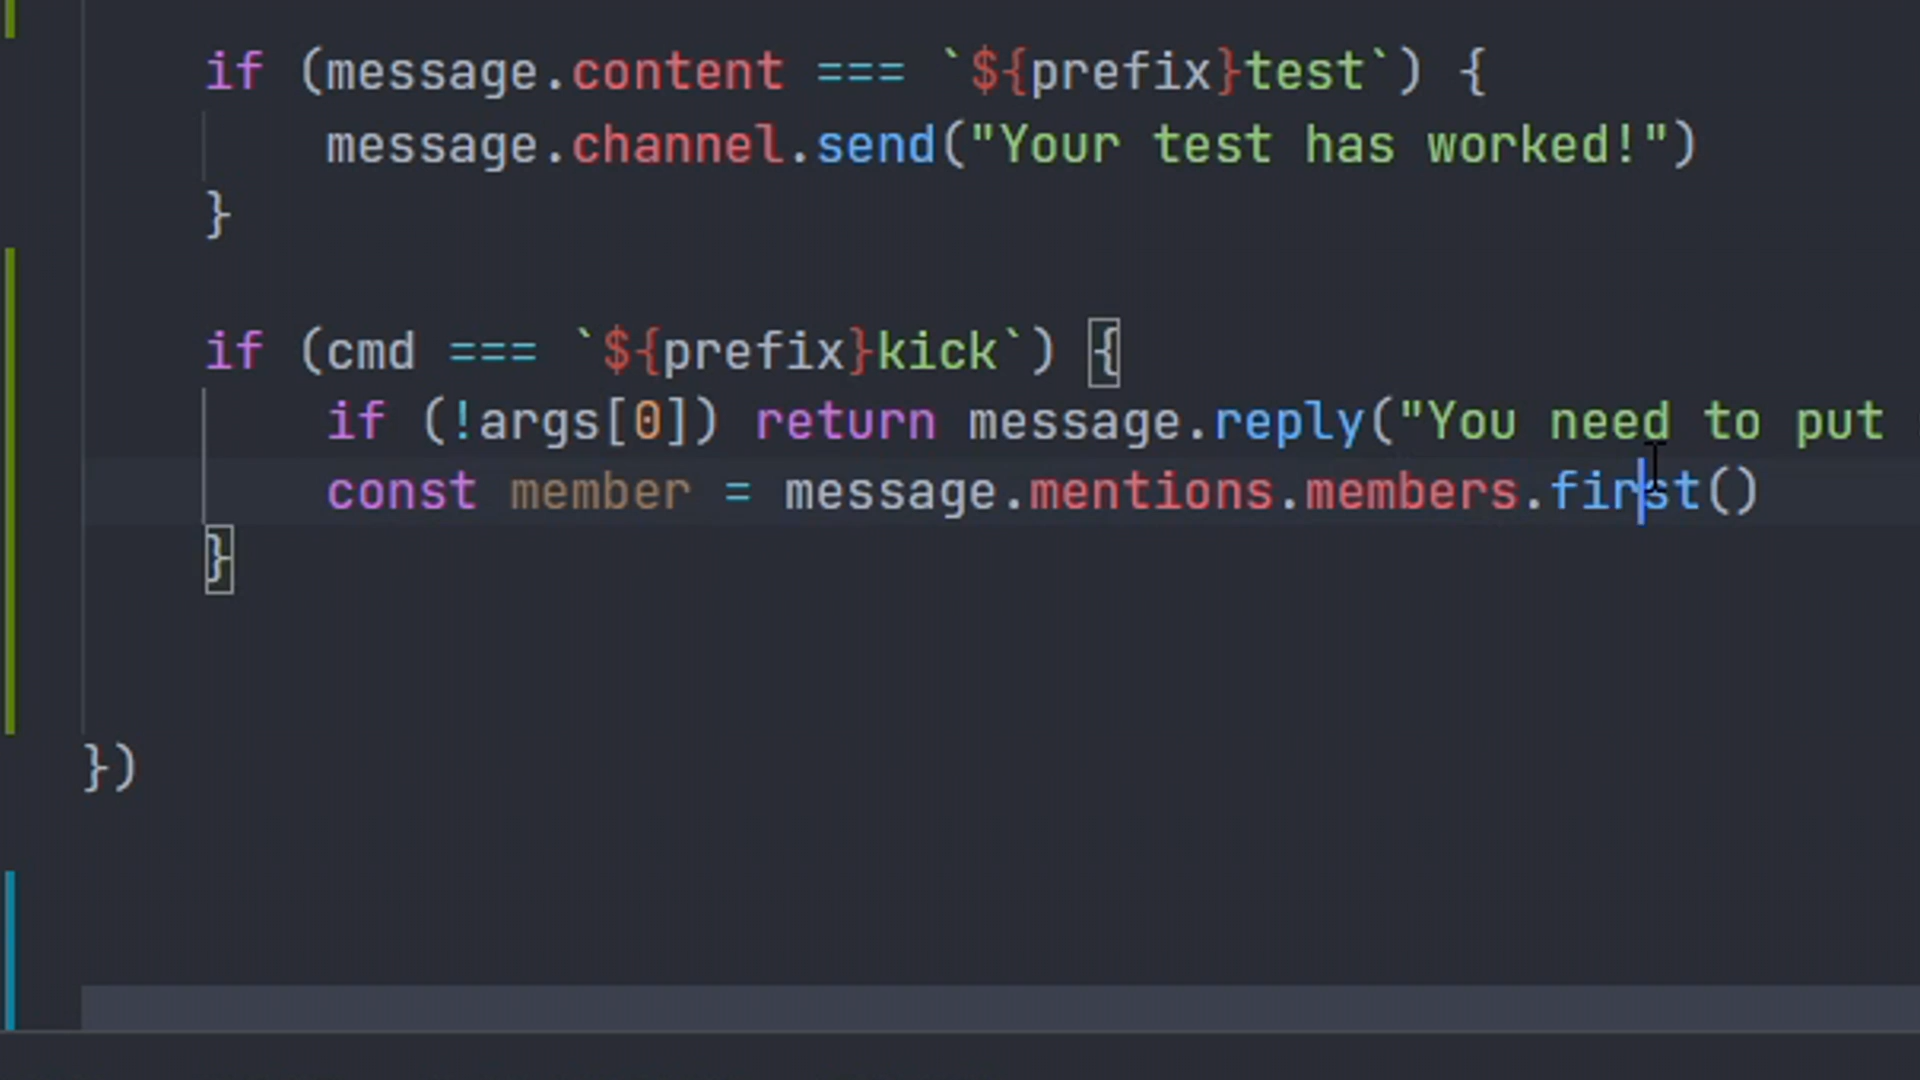 if (message.content === `${prefix}test`) {
message.channel.send("Your test has worked!")
}
if (cmd === `${prefix}kick`) {
if (!args[0]) return message.reply("You need to put
const member = message.mentions.members.first()
}
})